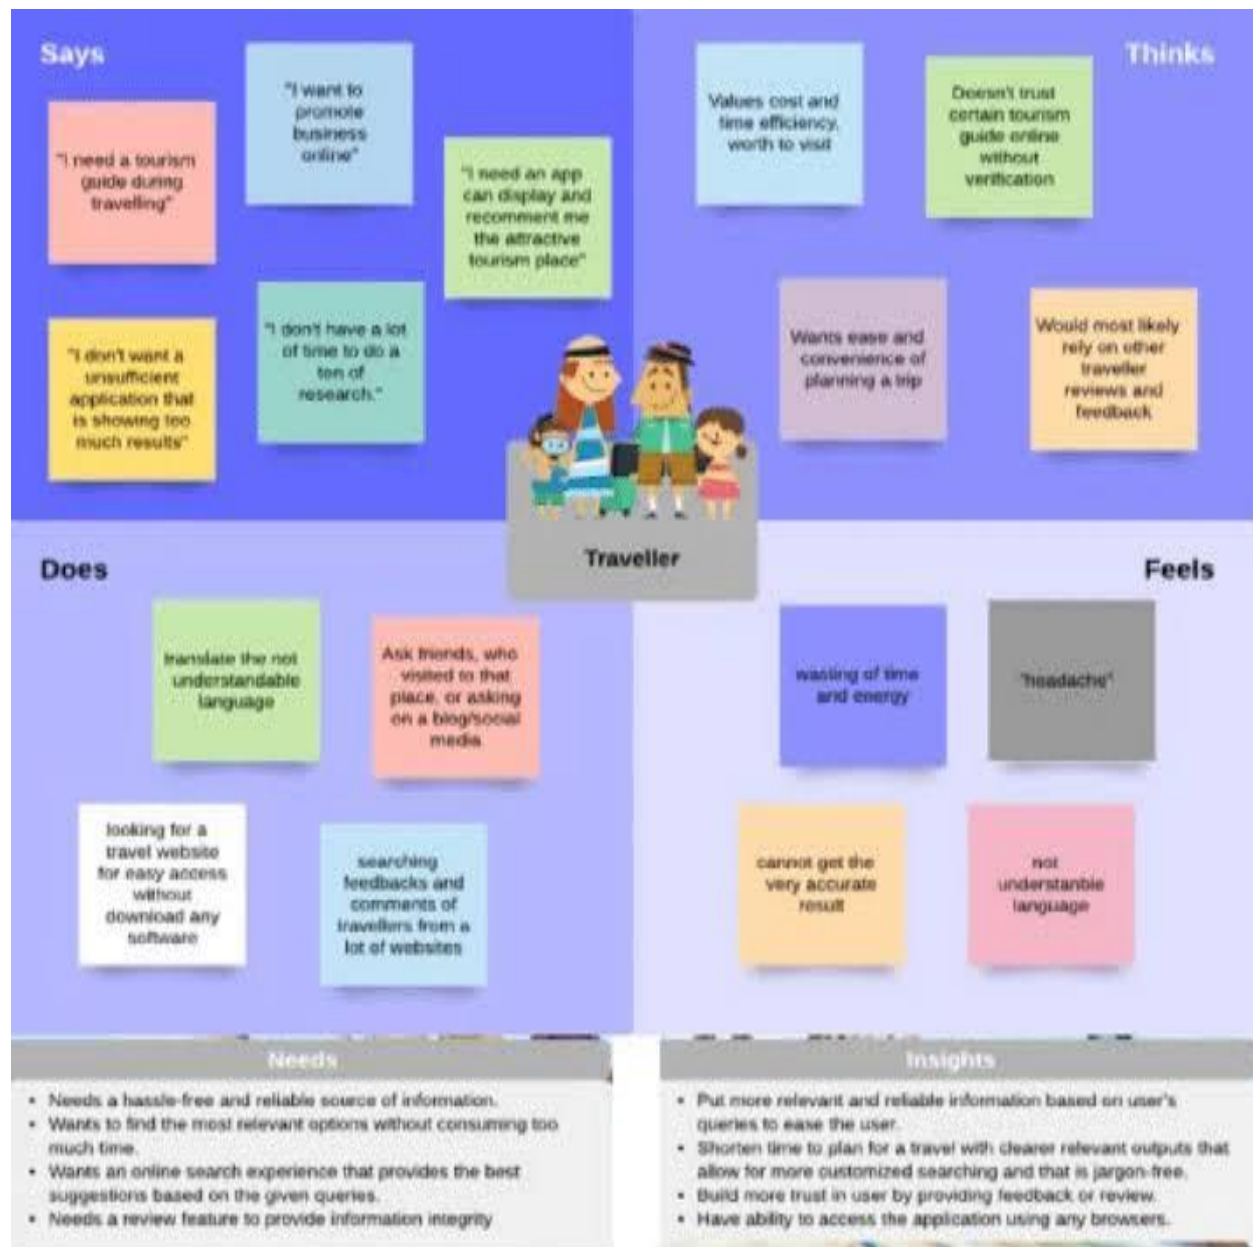 Says
"I need a tourism
guide during
travelling"
"I want to
promote
business
online"
"I need an app
can display and
recomment me
the attractive
tourism place"
"I don't want a
unsufficient
application that
is showing too
much results"
"I don't have a lot
of time to do a
ton of
research."
Thinks
Values cost and
time efficiency,
worth to visit
Doesn't trust
certain tourism
guide online
without
verification
Wants ease and
convenience of
planning a trip
Would most likely
rely on other
traveller
reviews and
feedback
Traveller
Does
translate the not
understandable
language
Ask friends, who
visited to that
place, or asking
on a blog/social
media
looking for a
travel website
for easy access
without
download any
software
searching
feedbacks and
comments of
travellers from a
lot of websites
Feels
wasting of time
and energy
"headache"
cannot get the
very accurate
result
not
understanble
language
Needs
• Needs a hassle-free and reliable source of information.
• Wants to find the most relevant options without consuming too
much time.
• Wants an online search experience that provides the best
suggestions based on the given queries.
• Needs a review feature to provide information integrity
Insights
• Put more relevant and reliable information based on user's
queries to ease the user.
• Shorten time to plan for a travel with clearer relevant outputs that
allow for more customized searching and that is jargon-free.
• Build more trust in user by providing feedback or review.
• Have ability to access the application using any browsers.